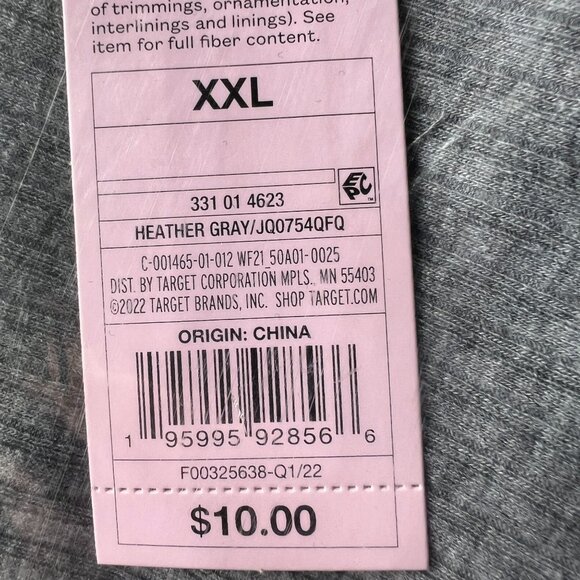 of trimmings, ornamentation,
interlinings and linings). See
item for full fiber content.
XXL
EPC™
331 01 4623
HEATHER GRAY/JQ0754QFQ
C-001465-01-012 WF21_50A01-0025
DIST. BY TARGET CORPORATION MPLS., MN 55403
©2022 TARGET BRANDS, INC. SHOP TARGET.COM
ORIGIN: CHINA
1 95995 92856 6
F00325638-Q1/22
$10.00